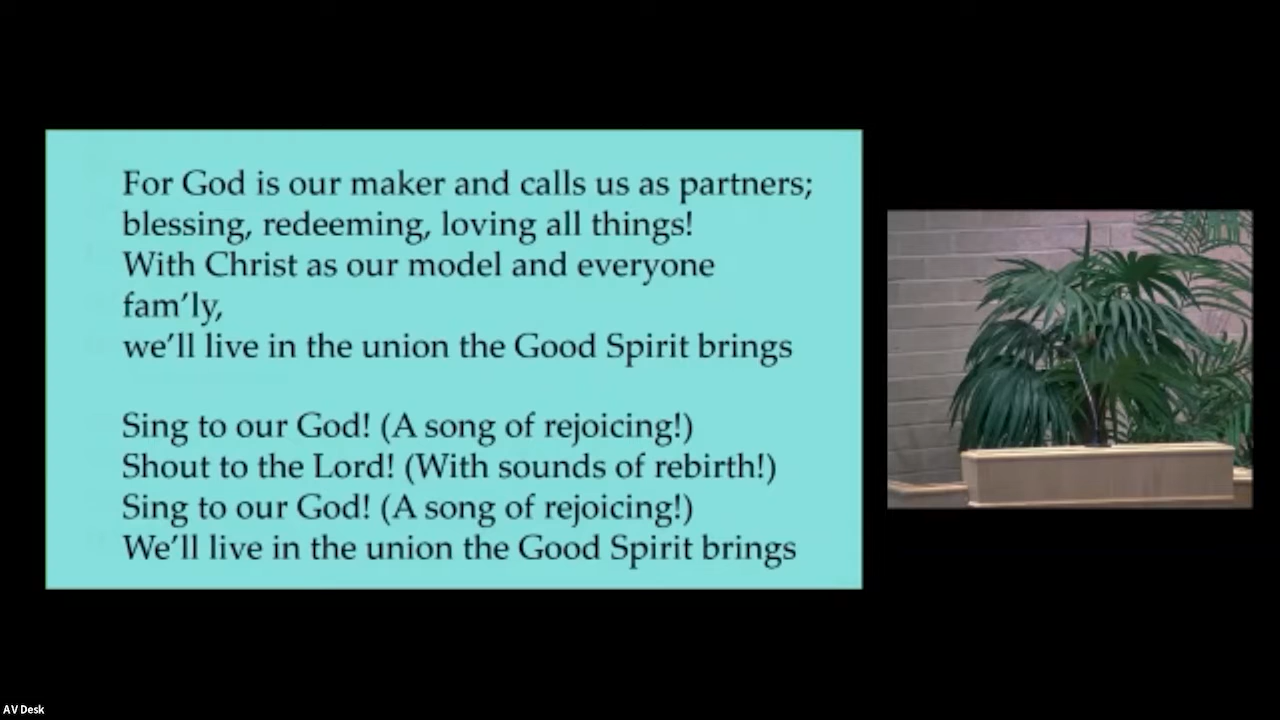 For God is our maker and calls us as partners;
blessing, redeeming, loving all things!
With Christ as our model and everyone
fam’ly,
we’ll live in the union the Good Spirit brings
Sing to our God! (A song of rejoicing!)
Shout to the Lord! (With sounds of rebirth!)
Sing to our God! (A song of rejoicing!)
We’ll live in the union the Good Spirit brings
AV Desk